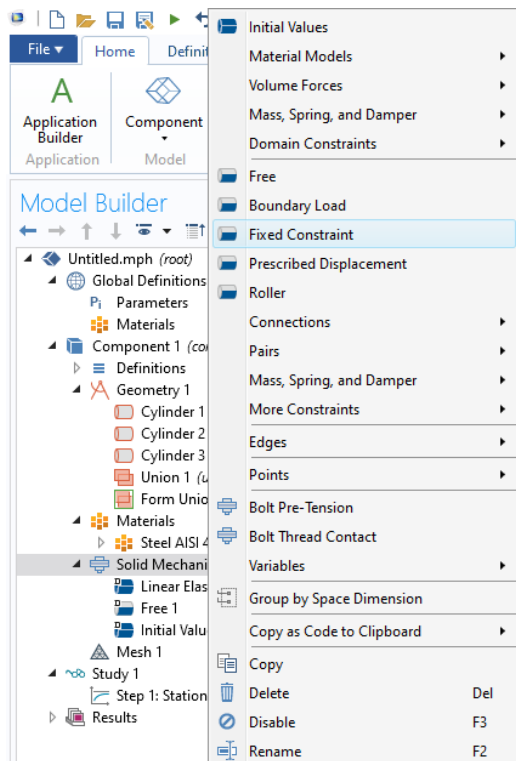 File
Home
Definit
Application Builder
Component
Application
Model
Model Builder
Untitled.mph (root)
Global Definitions
Pi Parameters
Materials
Component 1 (co
Definitions
Geometry 1
Cylinder 1
Cylinder 2
Cylinder 3
Union 1 (u
Form Unio
Materials
Steel AISI 4
Solid Mechani
Linear Elas
Free 1
Initial Valu
Mesh 1
Study 1
Step 1: Station
Results
Initial Values
Material Models
Volume Forces
Mass, Spring, and Damper
Domain Constraints
Free
Boundary Load
Fixed Constraint
Prescribed Displacement
Roller
Connections
Pairs
Mass, Spring, and Damper
More Constraints
Edges
Points
Bolt Pre-Tension
Bolt Thread Contact
Variables
Group by Space Dimension
Copy as Code to Clipboard
Copy
Delete Del
Disable F3
Rename F2